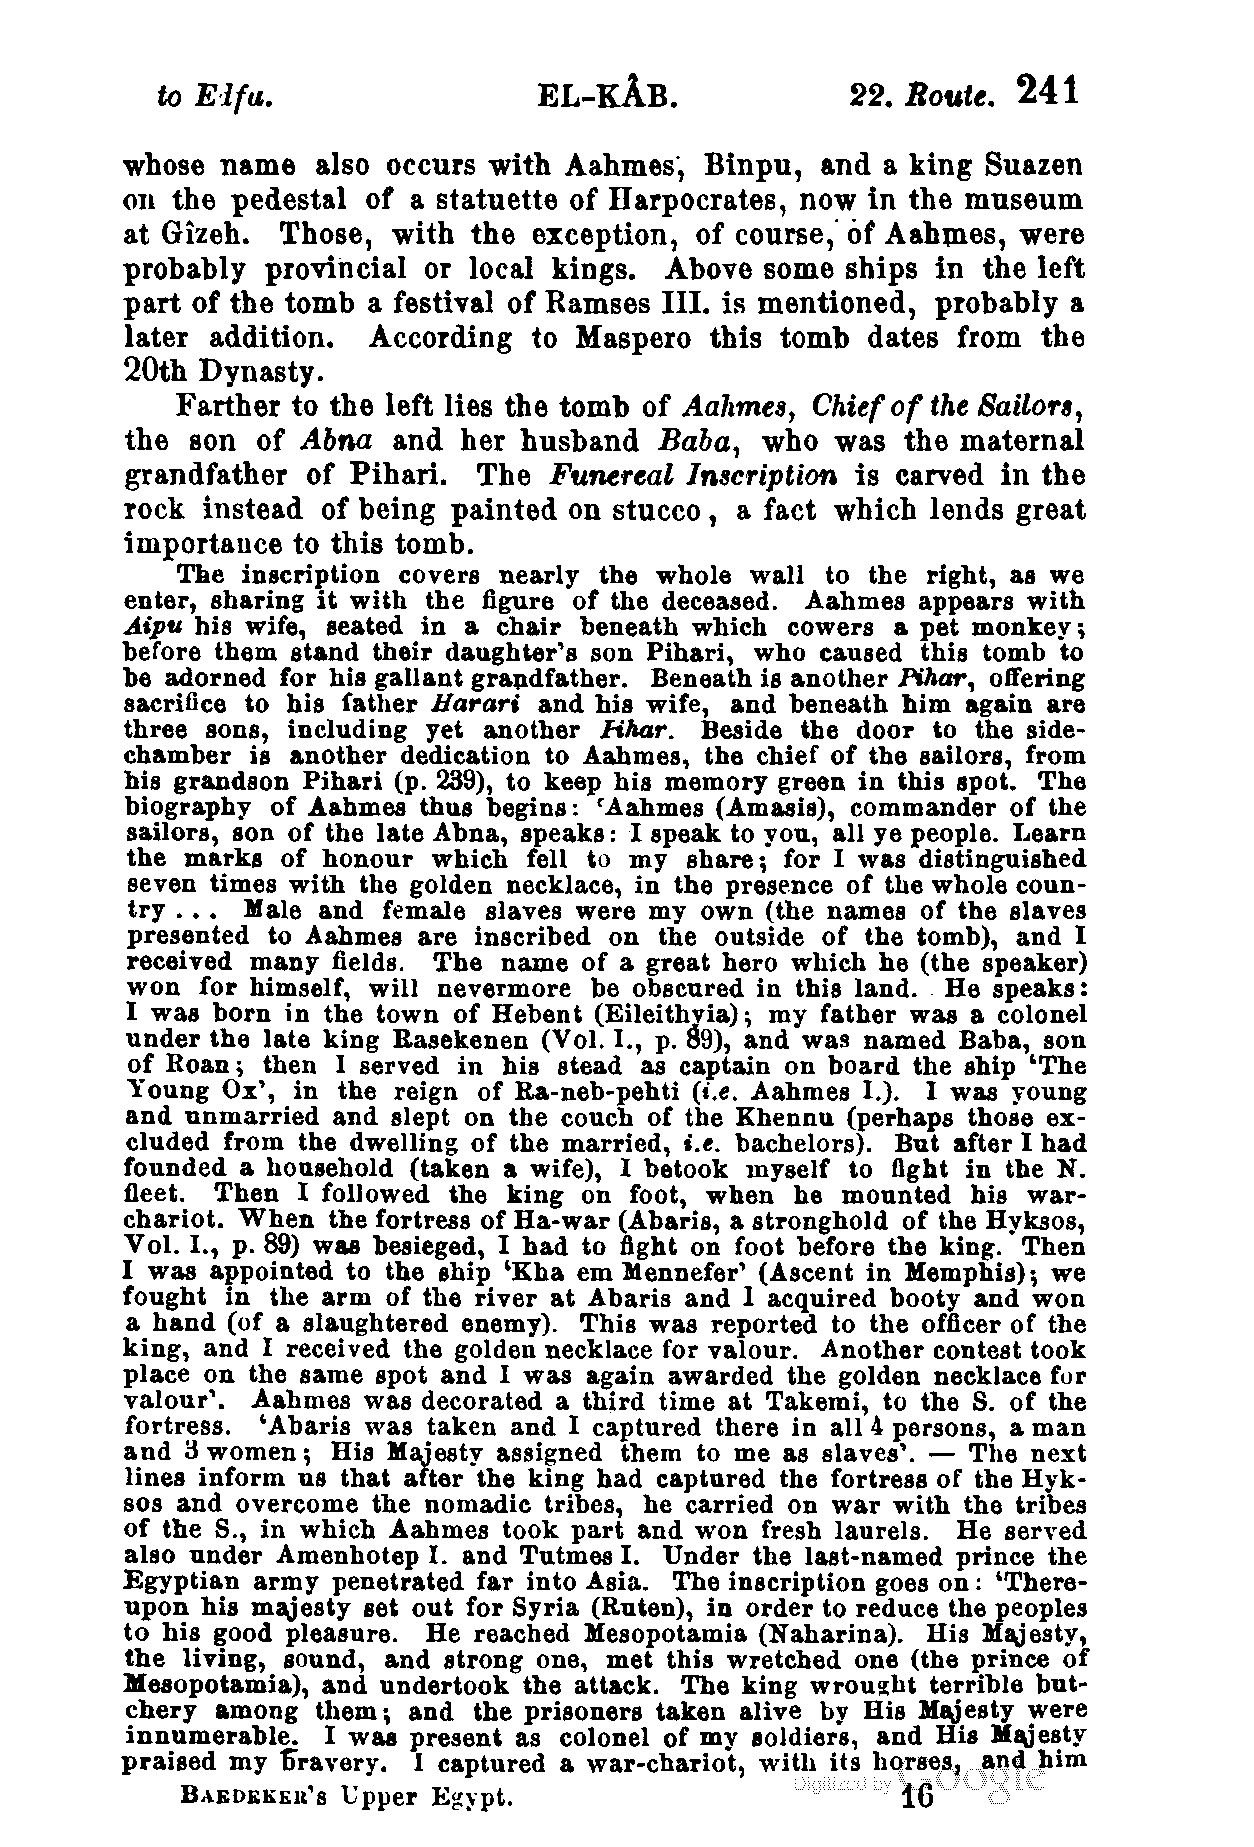 to Elfu. EL-KÂB. 22. Route. 241
whose name also occurs with Aahmes, Binpu, and a king Suazen
on the pedestal of a statuette of Harpocrates, now in the museum
at Gîzeh. Those, with the exception, of course, of Aahmes, were
probably provincial or local kings. Above some ships in the left
part of the tomb a festival of Ramses III. is mentioned, probably a
later addition. According to Maspero this tomb dates from the
20th Dynasty.
Farther to the left lies the tomb of Aahmes, Chief of the Sailors,
the son of Abna and her husband Baba, who was the maternal
grandfather of Pihari. The Funereal Inscription is carved in the
rock instead of being painted on stucco, a fact which lends great
importance to this tomb.
The inscription covers nearly the whole wall to the right, as we
enter, sharing it with the figure of the deceased. Aahmes appears with
Aipu his wife, seated in a chair beneath which cowers a pet monkey;
before them stand their daughter's son Pihari, who caused this tomb to
be adorned for his gallant grandfather. Beneath is another Pihar, offering
sacrifice to his father Harari and his wife, and beneath him again are
three sons, including yet another Pihar. Beside the door to the side-
chamber is another dedication to Aahmes, the chief of the sailors, from
his grandson Pihari (p. 239), to keep his memory green in this spot. The
biography of Aahmes thus begins: 'Aahmes (Amasis), commander of the
sailors, son of the late Abna, speaks: I speak to you, all ye people. Learn
the marks of honour which fell to my share; for I was distinguished
seven times with the golden necklace, in the presence of the whole coun-
try ... Male and female slaves were my own (the names of the slaves
presented to Aahmes are inscribed on the outside of the tomb), and I
received many fields. The name of a great hero which he (the speaker)
won for himself, will nevermore be obscured in this land. He speaks:
I was born in the town of Hebent (Eileithyia); my father was a colonel
under the late king Rasekenen (Vol. I., p. 89), and was named Baba, son
of Roan; then I served in his stead as captain on board the ship 'The
Young Ox', in the reign of Ra-neb-pehti (i.e. Aahmes I.). I was young
and unmarried and slept on the couch of the Khennu (perhaps those ex-
cluded from the dwelling of the married, i.e. bachelors). But after I had
founded a household (taken a wife), I betook myself to fight in the N.
fleet. Then I followed the king on foot, when he mounted his war-
chariot. When the fortress of Ha-war (Abaris, a stronghold of the Hyksos,
Vol. I., p. 89) was besieged, I had to fight on foot before the king. Then
I was appointed to the ship 'Kha em Mennefer' (Ascent in Memphis); we
fought in the arm of the river at Abaris and I acquired booty and won
a hand (of a slaughtered enemy). This was reported to the officer of the
king, and I received the golden necklace for valour. Another contest took
place on the same spot and I was again awarded the golden necklace for
valour'. Aahmes was decorated a third time at Takemi, to the S. of the
fortress. 'Abaris was taken and I captured there in all 4 persons, a man
and 3 women; His Majesty assigned them to me as slaves'. — The next
lines inform us that after the king had captured the fortress of the Hyk-
sos and overcome the nomadic tribes, he carried on war with the tribes
of the S., in which Aahmes took part and won fresh laurels. He served
also under Amenhotep I. and Tutmes I. Under the last-named prince the
Egyptian army penetrated far into Asia. The inscription goes on: 'There-
upon his majesty set out for Syria (Ruten), in order to reduce the peoples
to his good pleasure. He reached Mesopotamia (Naharina). His Majesty,
the living, sound, and strong one, met this wretched one (the prince of
Mesopotamia), and undertook the attack. The king wrought terrible but-
chery among them; and the prisoners taken alive by His Majesty were
innumerable. I was present as colonel of my soldiers, and His Majesty
praised my bravery. I captured a war-chariot, with its horses, and him
BAEDEKER's Upper Egypt. 16
Digitized by Google